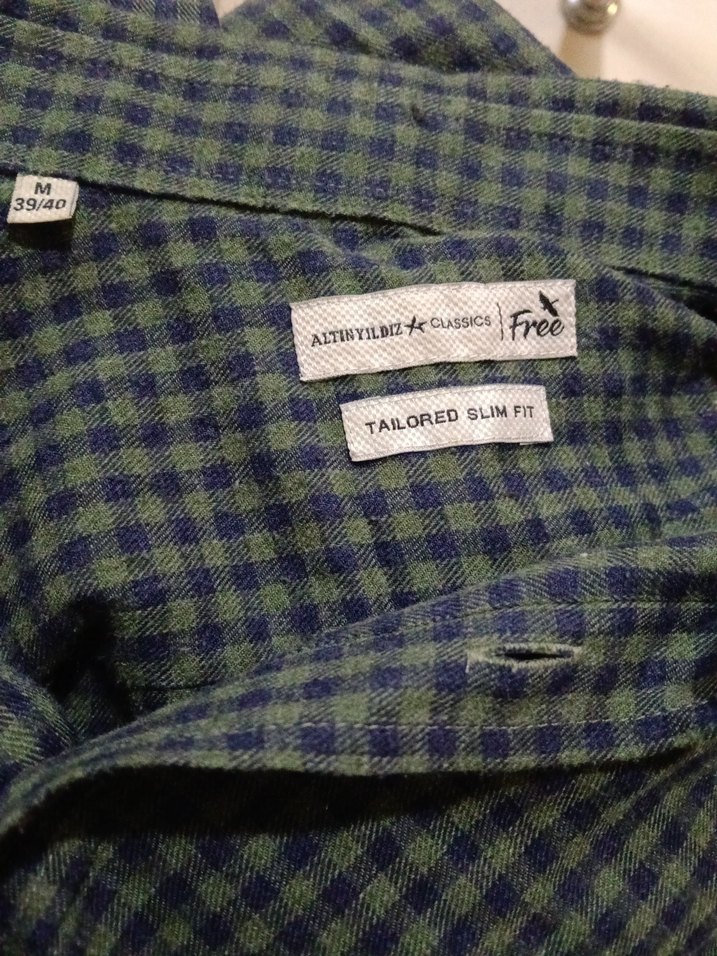 M
39/40
ALTINYILDIZ CLASSICS Free
TAILORED SLIM FIT